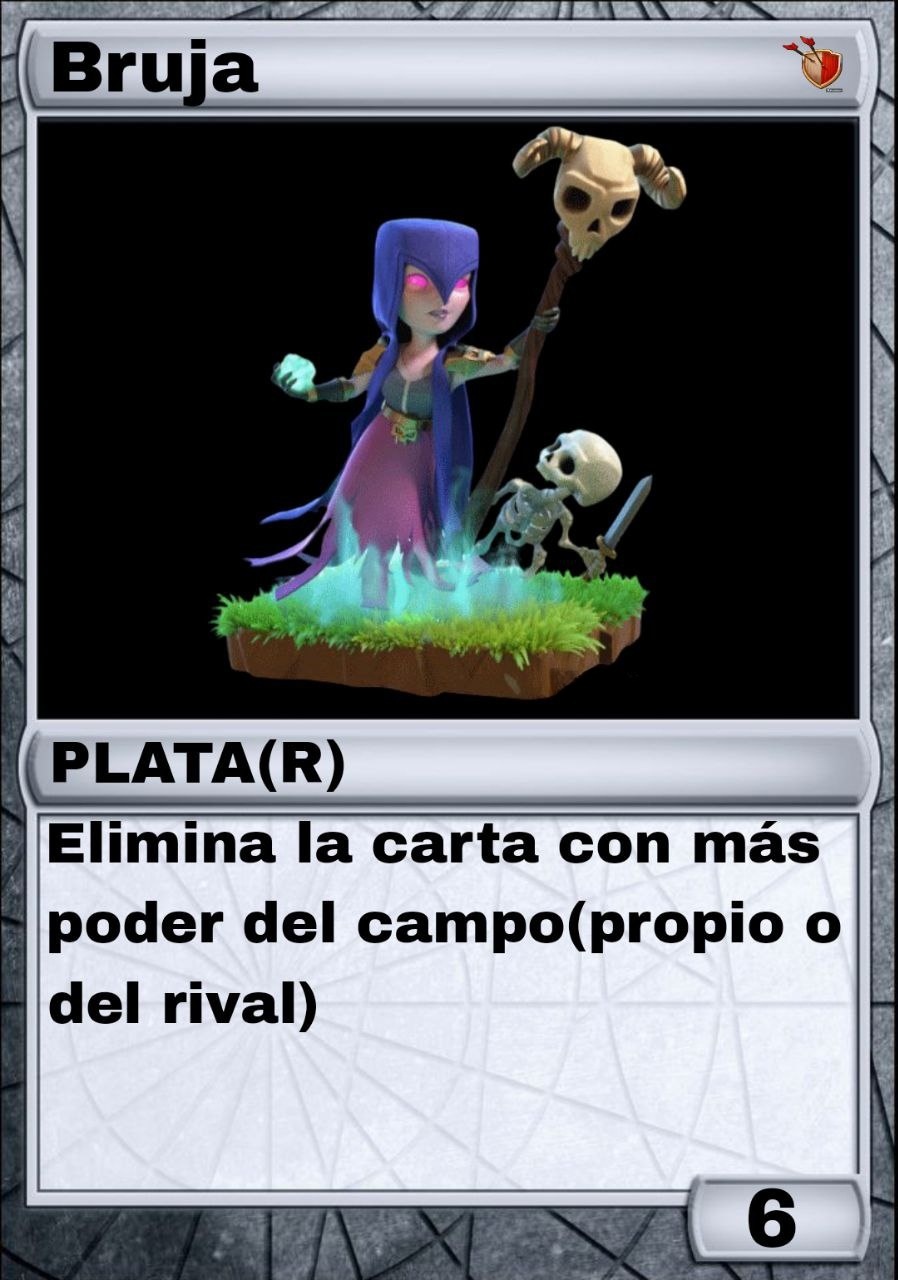 Bruja
PLATA(R)
Elimina la carta con más
poder del campo(propio o
del rival)
6